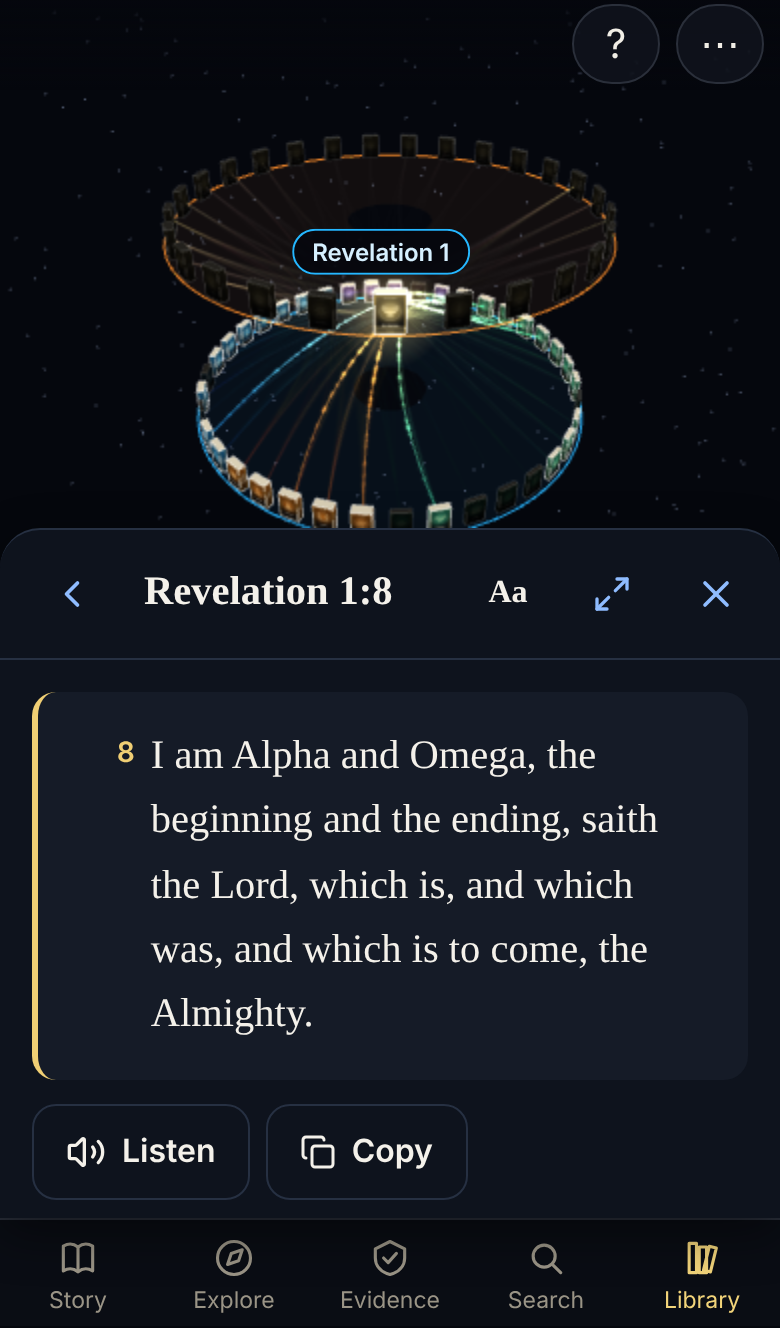 ?
...
Revelation 1
Revelation 1:8
Aa
8 I am Alpha and Omega, the
beginning and the ending, saith
the Lord, which is, and which
was, and which is to come, the
Almighty.
Listen
Copy
Story
Explore
Evidence
Search
Library